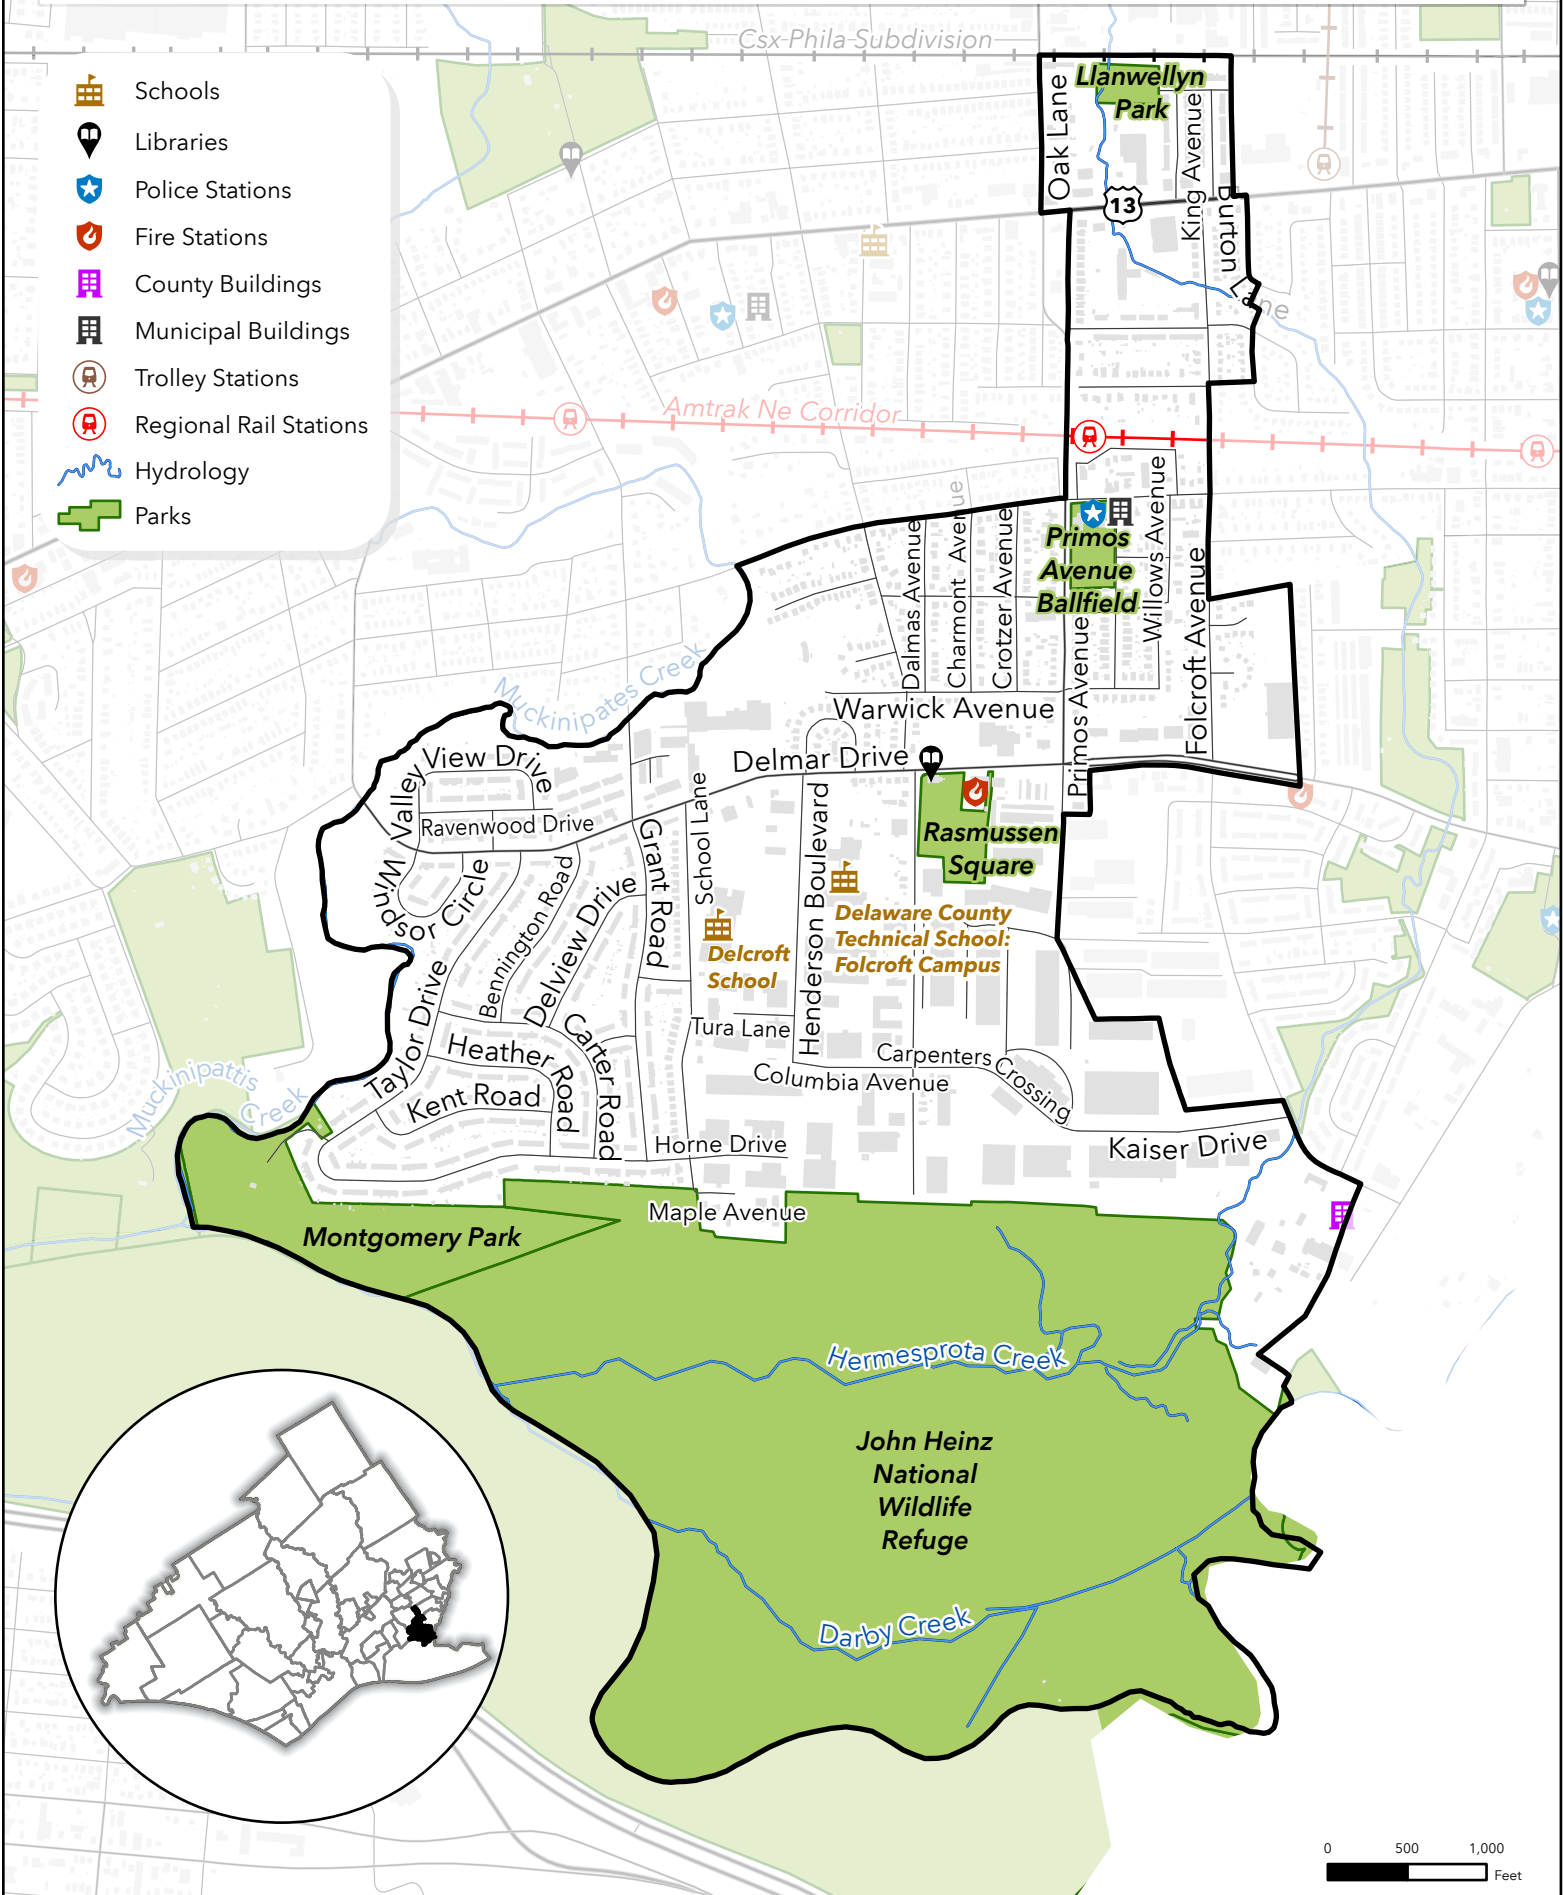 Csx-Phila Subdivision
Schools
Libraries
Police Stations
Fire Stations
County Buildings
Municipal Buildings
Trolley Stations
Regional Rail Stations
Hydrology
Parks
Llanwellyn
Park
Oak Lane
King Avenue
Burton
Lane
13
Amtrak Ne Corridor
Primos
Avenue
Ballfield
Dalmas Avenue
Charmont Avenue
Crotzer Avenue
Primos Avenue
Willows Avenue
Folcroft Avenue
Muckinipates Creek
Warwick Avenue
Delmar Drive
Valley View Drive
Ravenwood Drive
Windsor Circle
Grant Road
School Lane
Henderson Boulevard
Rasmussen
Square
Bennington Road
Delview Drive
Delcroft
School
Delaware County
Technical School:
Folcroft Campus
Taylor Drive
Heather Road
Carter Road
Kent Road
Tura Lane
Columbia Avenue
Carpenters Crossing
Muckinipattis
Creek
Horne Drive
Kaiser Drive
Maple Avenue
Montgomery Park
Hermesprota Creek
John Heinz
National
Wildlife
Refuge
Darby Creek
0 500 1,000
Feet